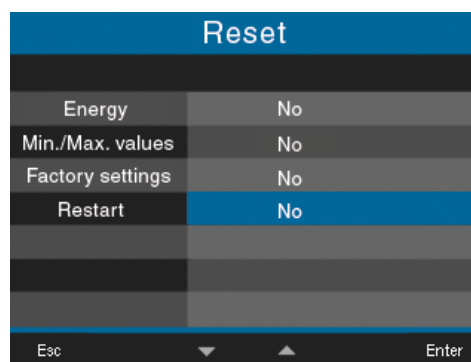 Reset
Energy No
Min./Max. values No
Factory settings No
Restart No
Esc Enter